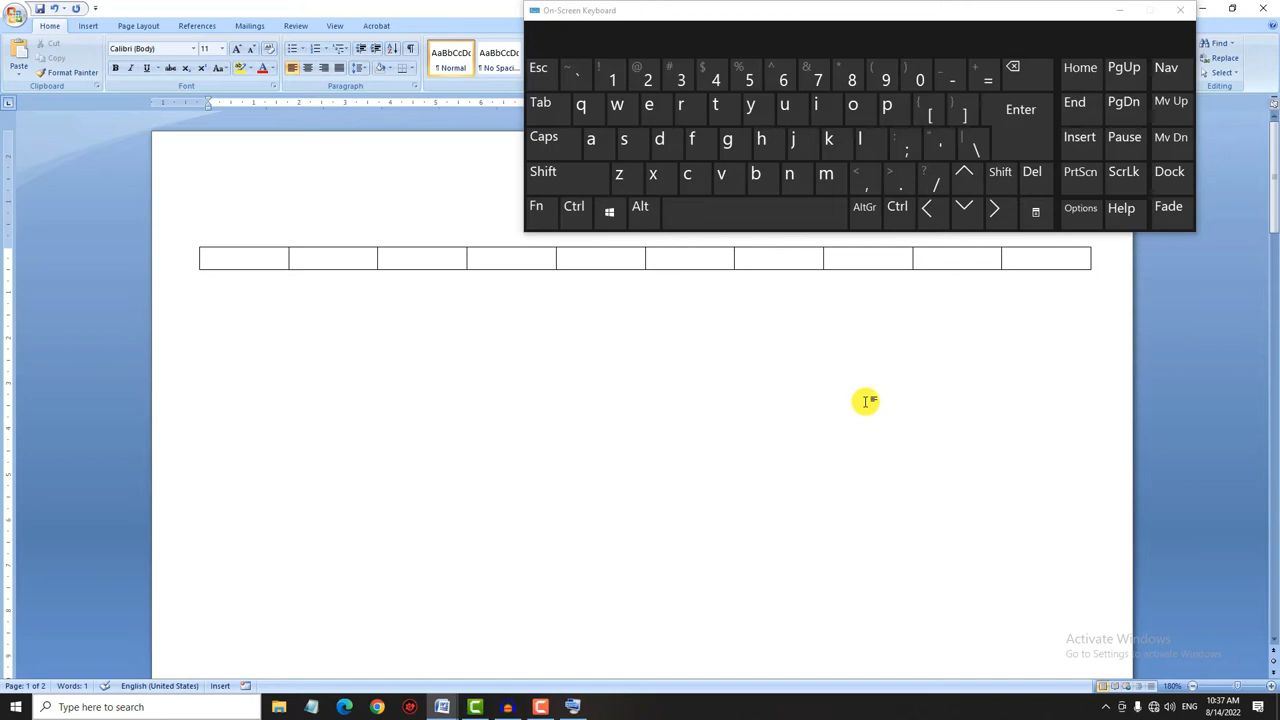 On-Screen Keyboard
Home Insert Page Layout References Mailings Review View Acrobat
Paste Cut Copy Format Painter
Calibri (Body) 11
AaBbCcDc ¶ Normal AaBbCcDc ¶ No Spaci...
Find Replace Select
Clipboard Font Paragraph Editing
Esc ~ ` ! 1 @ 2 # 3 $ 4 % 5 ^ 6 & 7 * 8 ( 9 ) 0 _ - + = Home PgUp Nav
Tab q w e r t y u i o p { [ } ] Enter End PgDn Mv Up
Caps a s d f g h j k l : ; " ' | \ Insert Pause Mv Dn
Shift z x c v b n m < , > . ? / Shift Del PrtScn ScrLk Dock
Fn Ctrl Alt AltGr Ctrl Options Help Fade
Activate Windows
Go to Settings to activate Windows.
Page: 1 of 2 Words: 1 English (United States) Insert 180%
Type here to search ENG 10:37 AM
8/14/2022